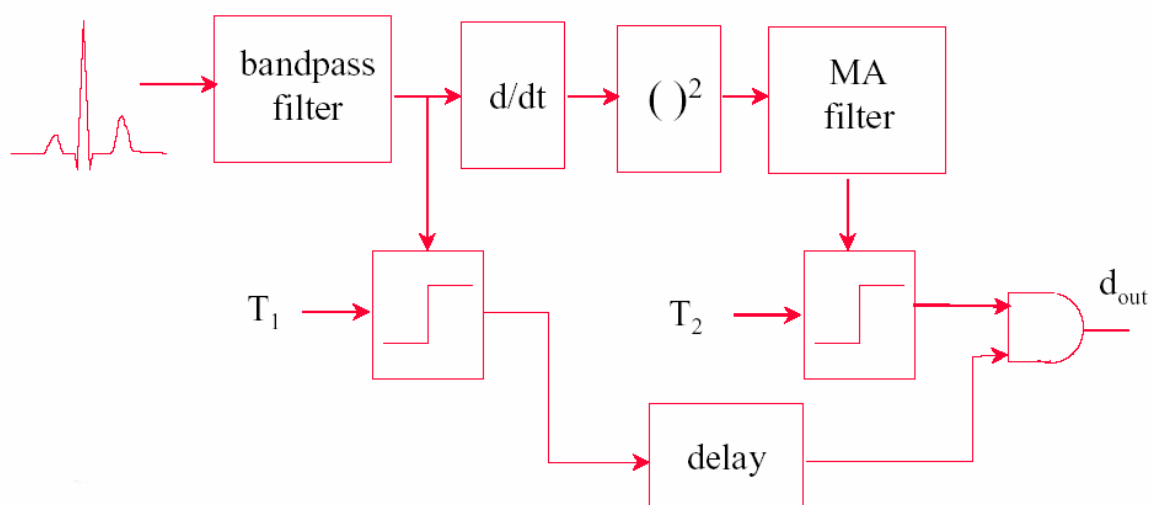 bandpass
filter
d/dt
( )²
MA
filter
T₁
T₂
d_out
delay